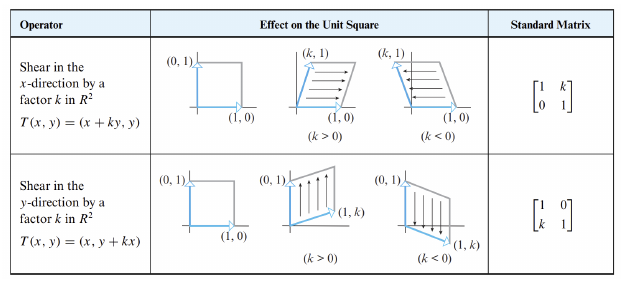 Operator Effect on the Unit Square Standard Matrix
Shear in the
x-direction by a
factor k in R²
T(x, y) = (x + ky, y)
(0, 1) (k, 1) (k, 1)
(1, 0) (1, 0) (1, 0)
(k > 0) (k < 0)
[1 k]
[0 1]
Shear in the
y-direction by a
factor k in R²
T(x, y) = (x, y + kx)
(0, 1) (0, 1) (0, 1)
(1, k)
(1, 0) (1, k)
(k > 0) (k < 0)
[1 0]
[k 1]